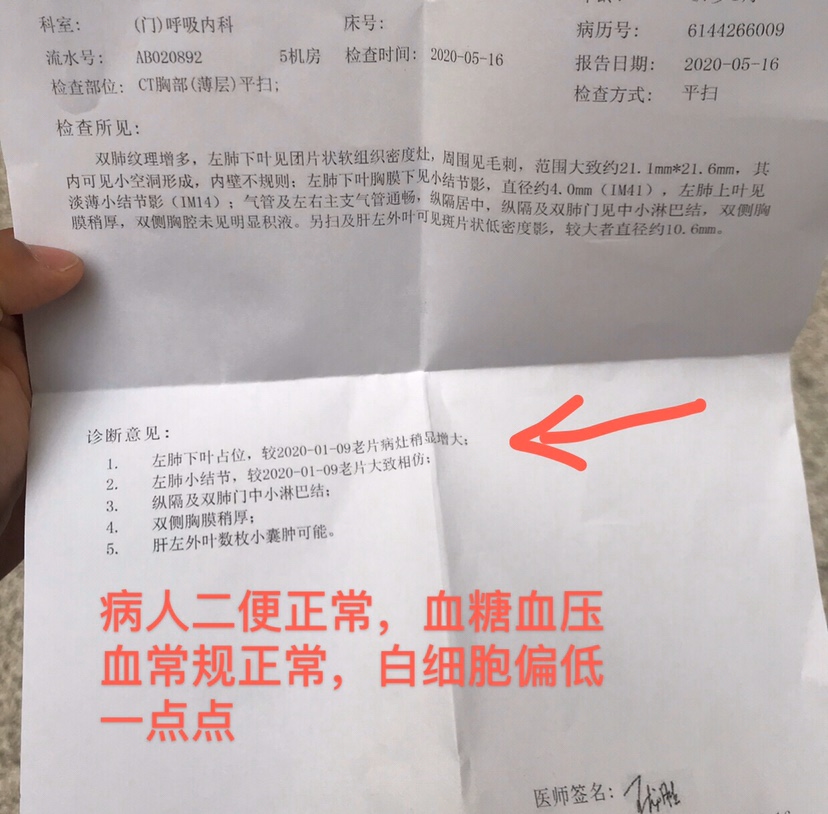 科室: (门)呼吸内科 床号:
病历号: 6144266009
流水号: AB020892 5机房 检查时间: 2020-05-16
报告日期: 2020-05-16
检查部位: CT胸部(薄层)平扫;
检查方式: 平扫
检查所见:
双肺纹理增多,左肺下叶见团片状软组织密度灶,周围见毛刺,范围大致约21.1mm*21.6mm,其
内可见小空洞形成,内壁不规则;左肺下叶胸膜下见小结节影,直径约4.0mm(IM41),左肺上叶见
淡薄小结节影(IM14);气管及左右主支气管通畅,纵隔居中,纵隔及双肺门见中小淋巴结,双侧胸
膜稍厚,双侧胸腔未见明显积液。另扫及肝左外叶可见斑片状低密度影,较大者直径约10.6mm。
诊断意见:
1. 左肺下叶占位,较2020-01-09老片病灶稍显增大;
2. 左肺小结节,较2020-01-09老片大致相仿;
3. 纵隔及双肺门中小淋巴结;
4. 双侧胸膜稍厚;
5. 肝左外叶数枚小囊肿可能。
病人二便正常,血糖血压
血常规正常,白细胞偏低
一点点
医师签名: